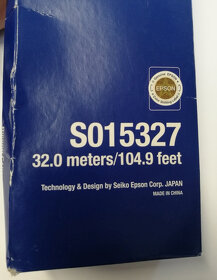 EPSON
S015327
32.0 meters/104.9 feet
Technology & Design by Seiko Epson Corp. JAPAN
MADE IN CHINA